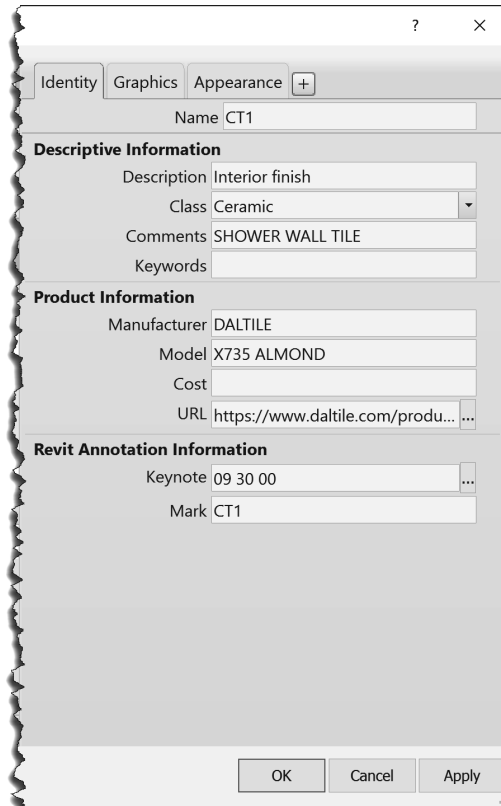 ?
Identity Graphics Appearance +
Name CT1
Descriptive Information
Description Interior finish
Class Ceramic
Comments SHOWER WALL TILE
Keywords
Product Information
Manufacturer DALTILE
Model X735 ALMOND
Cost
URL https://www.daltile.com/produ... ...
Revit Annotation Information
Keynote 09 30 00 ...
Mark CT1
OK Cancel Apply